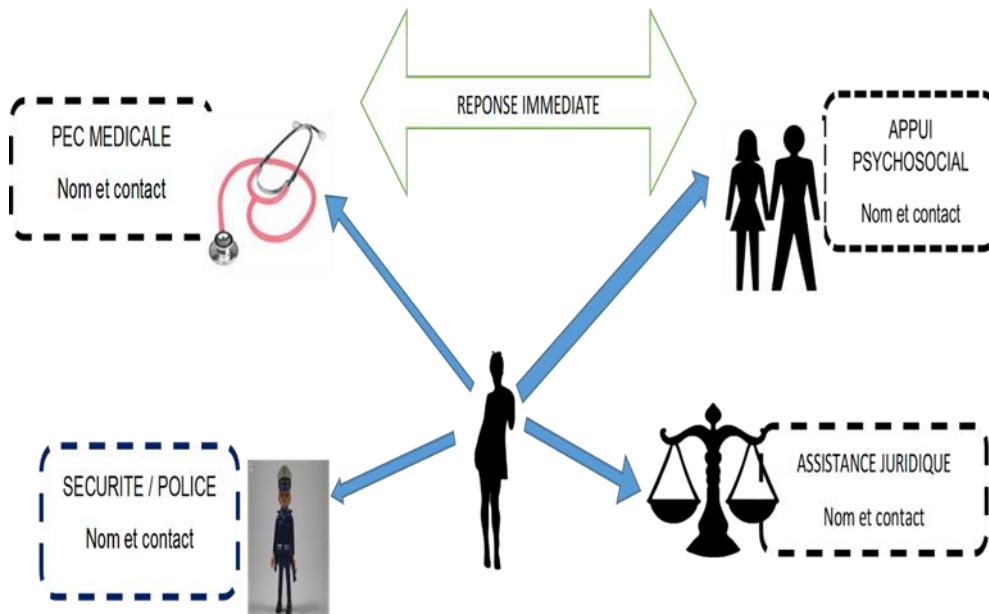 REPONSE IMMEDIATE
PEC MEDICALE
Nom et contact
APPUI
PSYCHOSOCIAL
Nom et contact
SECURITE / POLICE
Nom et contact
ASSISTANCE JURIDIQUE
Nom et contact